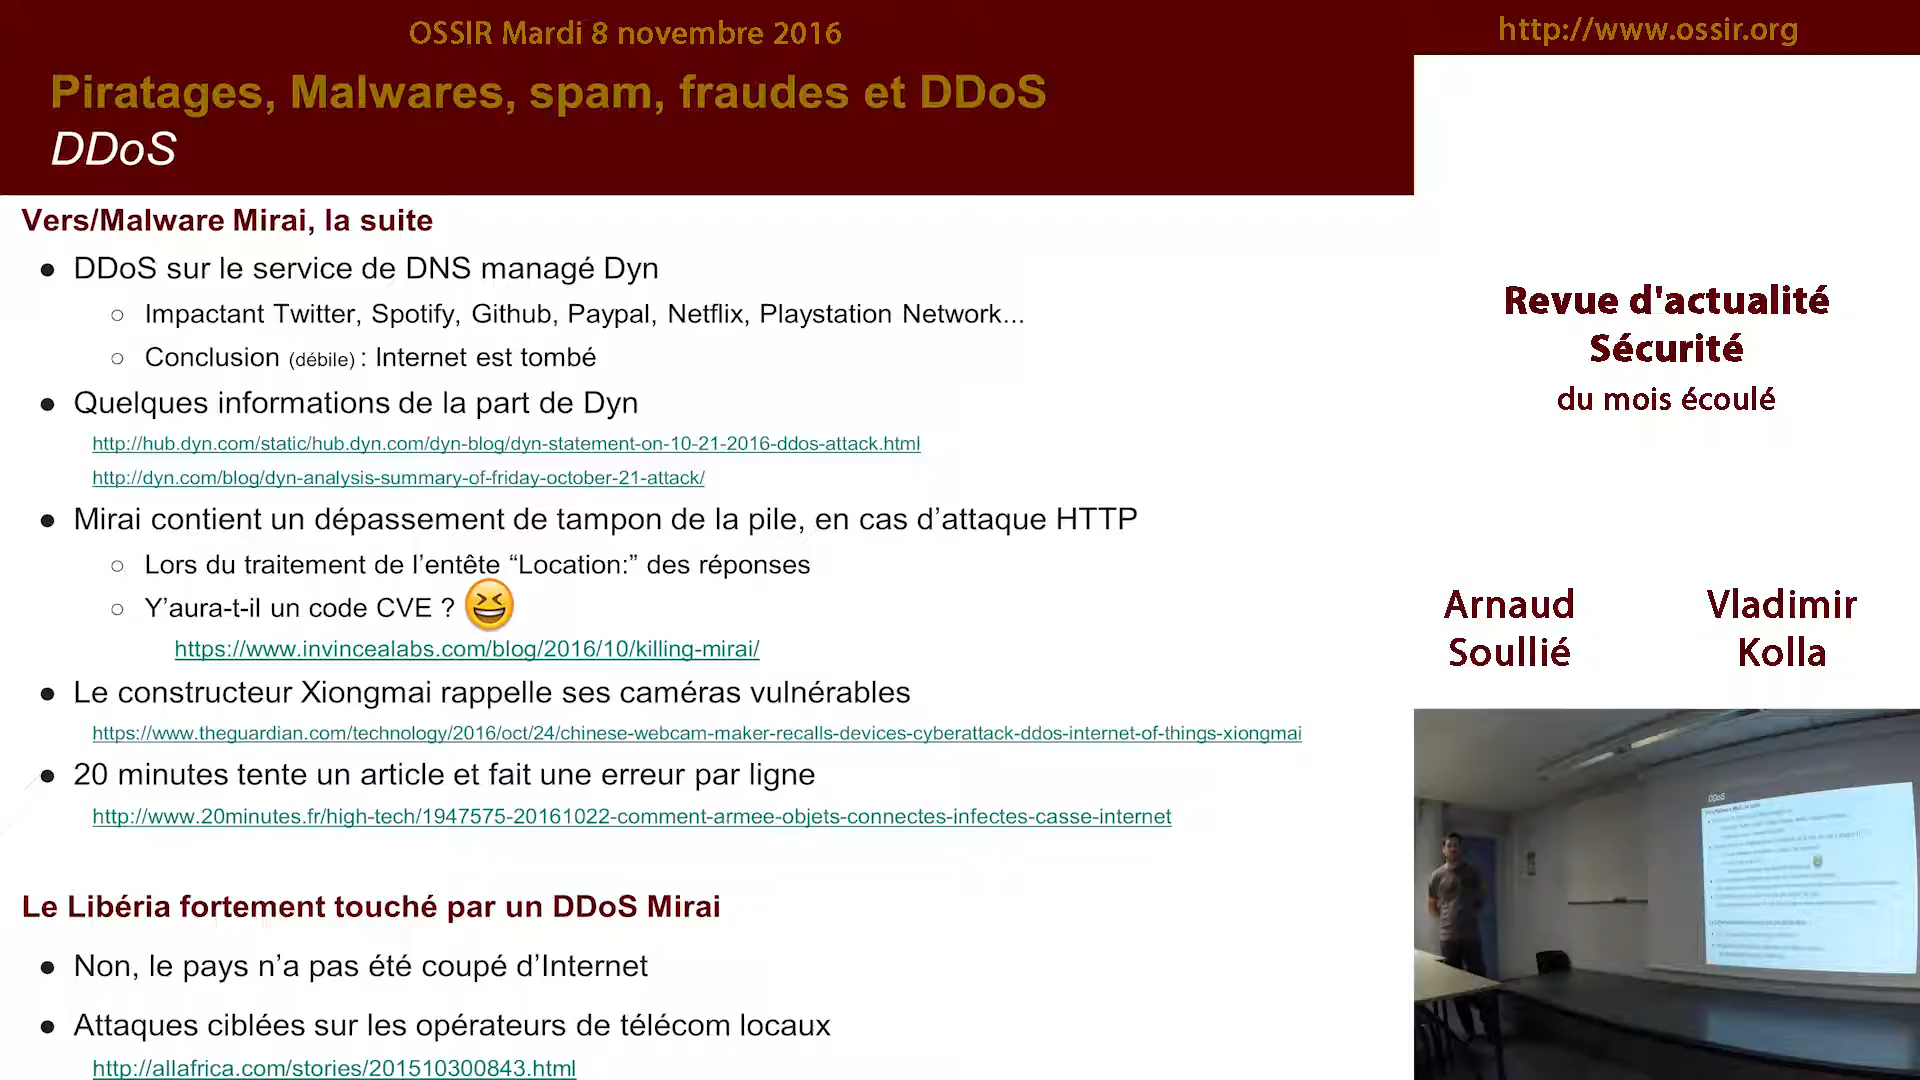 OSSIR Mardi 8 novembre 2016
http://www.ossir.org
Piratages, Malwares, spam, fraudes et DDoS
DDoS
Vers/Malware Mirai, la suite
● DDoS sur le service de DNS managé Dyn
○ Impactant Twitter, Spotify, Github, Paypal, Netflix, Playstation Network...
○ Conclusion (débile) : Internet est tombé
● Quelques informations de la part de Dyn
http://hub.dyn.com/static/hub.dyn.com/dyn-blog/dyn-statement-on-10-21-2016-ddos-attack.html
http://dyn.com/blog/dyn-analysis-summary-of-friday-october-21-attack/
● Mirai contient un dépassement de tampon de la pile, en cas d’attaque HTTP
○ Lors du traitement de l’entête “Location:” des réponses
○ Y’aura-t-il un code CVE ? 😆
https://www.invincealabs.com/blog/2016/10/killing-mirai/
● Le constructeur Xiongmai rappelle ses caméras vulnérables
https://www.theguardian.com/technology/2016/oct/24/chinese-webcam-maker-recalls-devices-cyberattack-ddos-internet-of-things-xiongmai
● 20 minutes tente un article et fait une erreur par ligne
http://www.20minutes.fr/high-tech/1947575-20161022-comment-armee-objets-connectes-infectes-casse-internet
Le Libéria fortement touché par un DDoS Mirai
● Non, le pays n’a pas été coupé d’Internet
● Attaques ciblées sur les opérateurs de télécom locaux
http://allafrica.com/stories/201510300843.html
Revue d'actualité
Sécurité
du mois écoulé
Arnaud
Soullié
Vladimir
Kolla
DDoS